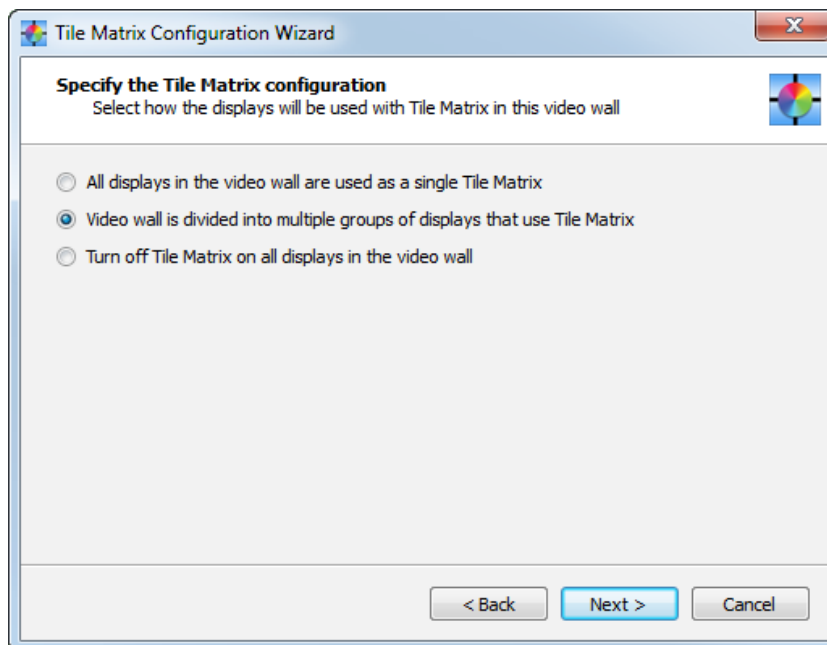 Tile Matrix Configuration Wizard
Specify the Tile Matrix configuration
Select how the displays will be used with Tile Matrix in this video wall
All displays in the video wall are used as a single Tile Matrix
Video wall is divided into multiple groups of displays that use Tile Matrix
Turn off Tile Matrix on all displays in the video wall
< Back Next > Cancel